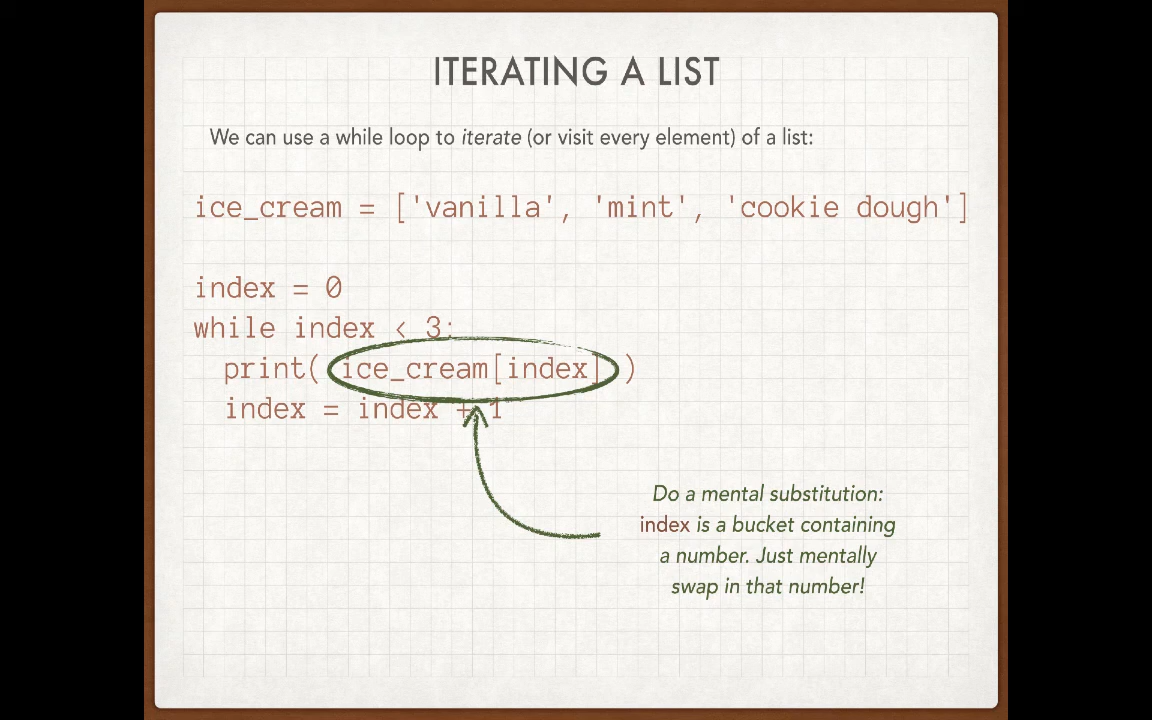 ITERATING A LIST
We can use a while loop to iterate (or visit every element) of a list:
ice_cream = ['vanilla', 'mint', 'cookie dough']
index = 0
while index < 3:
  print( ice_cream[index] )
  index = index + 1
Do a mental substitution:
index is a bucket containing
a number. Just mentally
swap in that number!